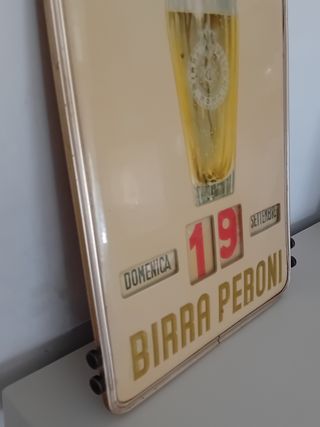 DOMENICA 19 SETTEMBRE
BIRRA PERONI